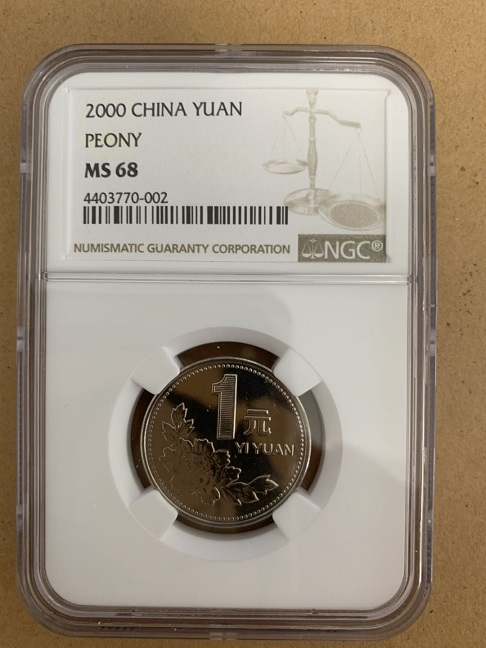 2000 CHINA YUAN
PEONY
MS 68
4403770-002
NUMISMATIC GUARANTY CORPORATION NGC®
1元
YI YUAN